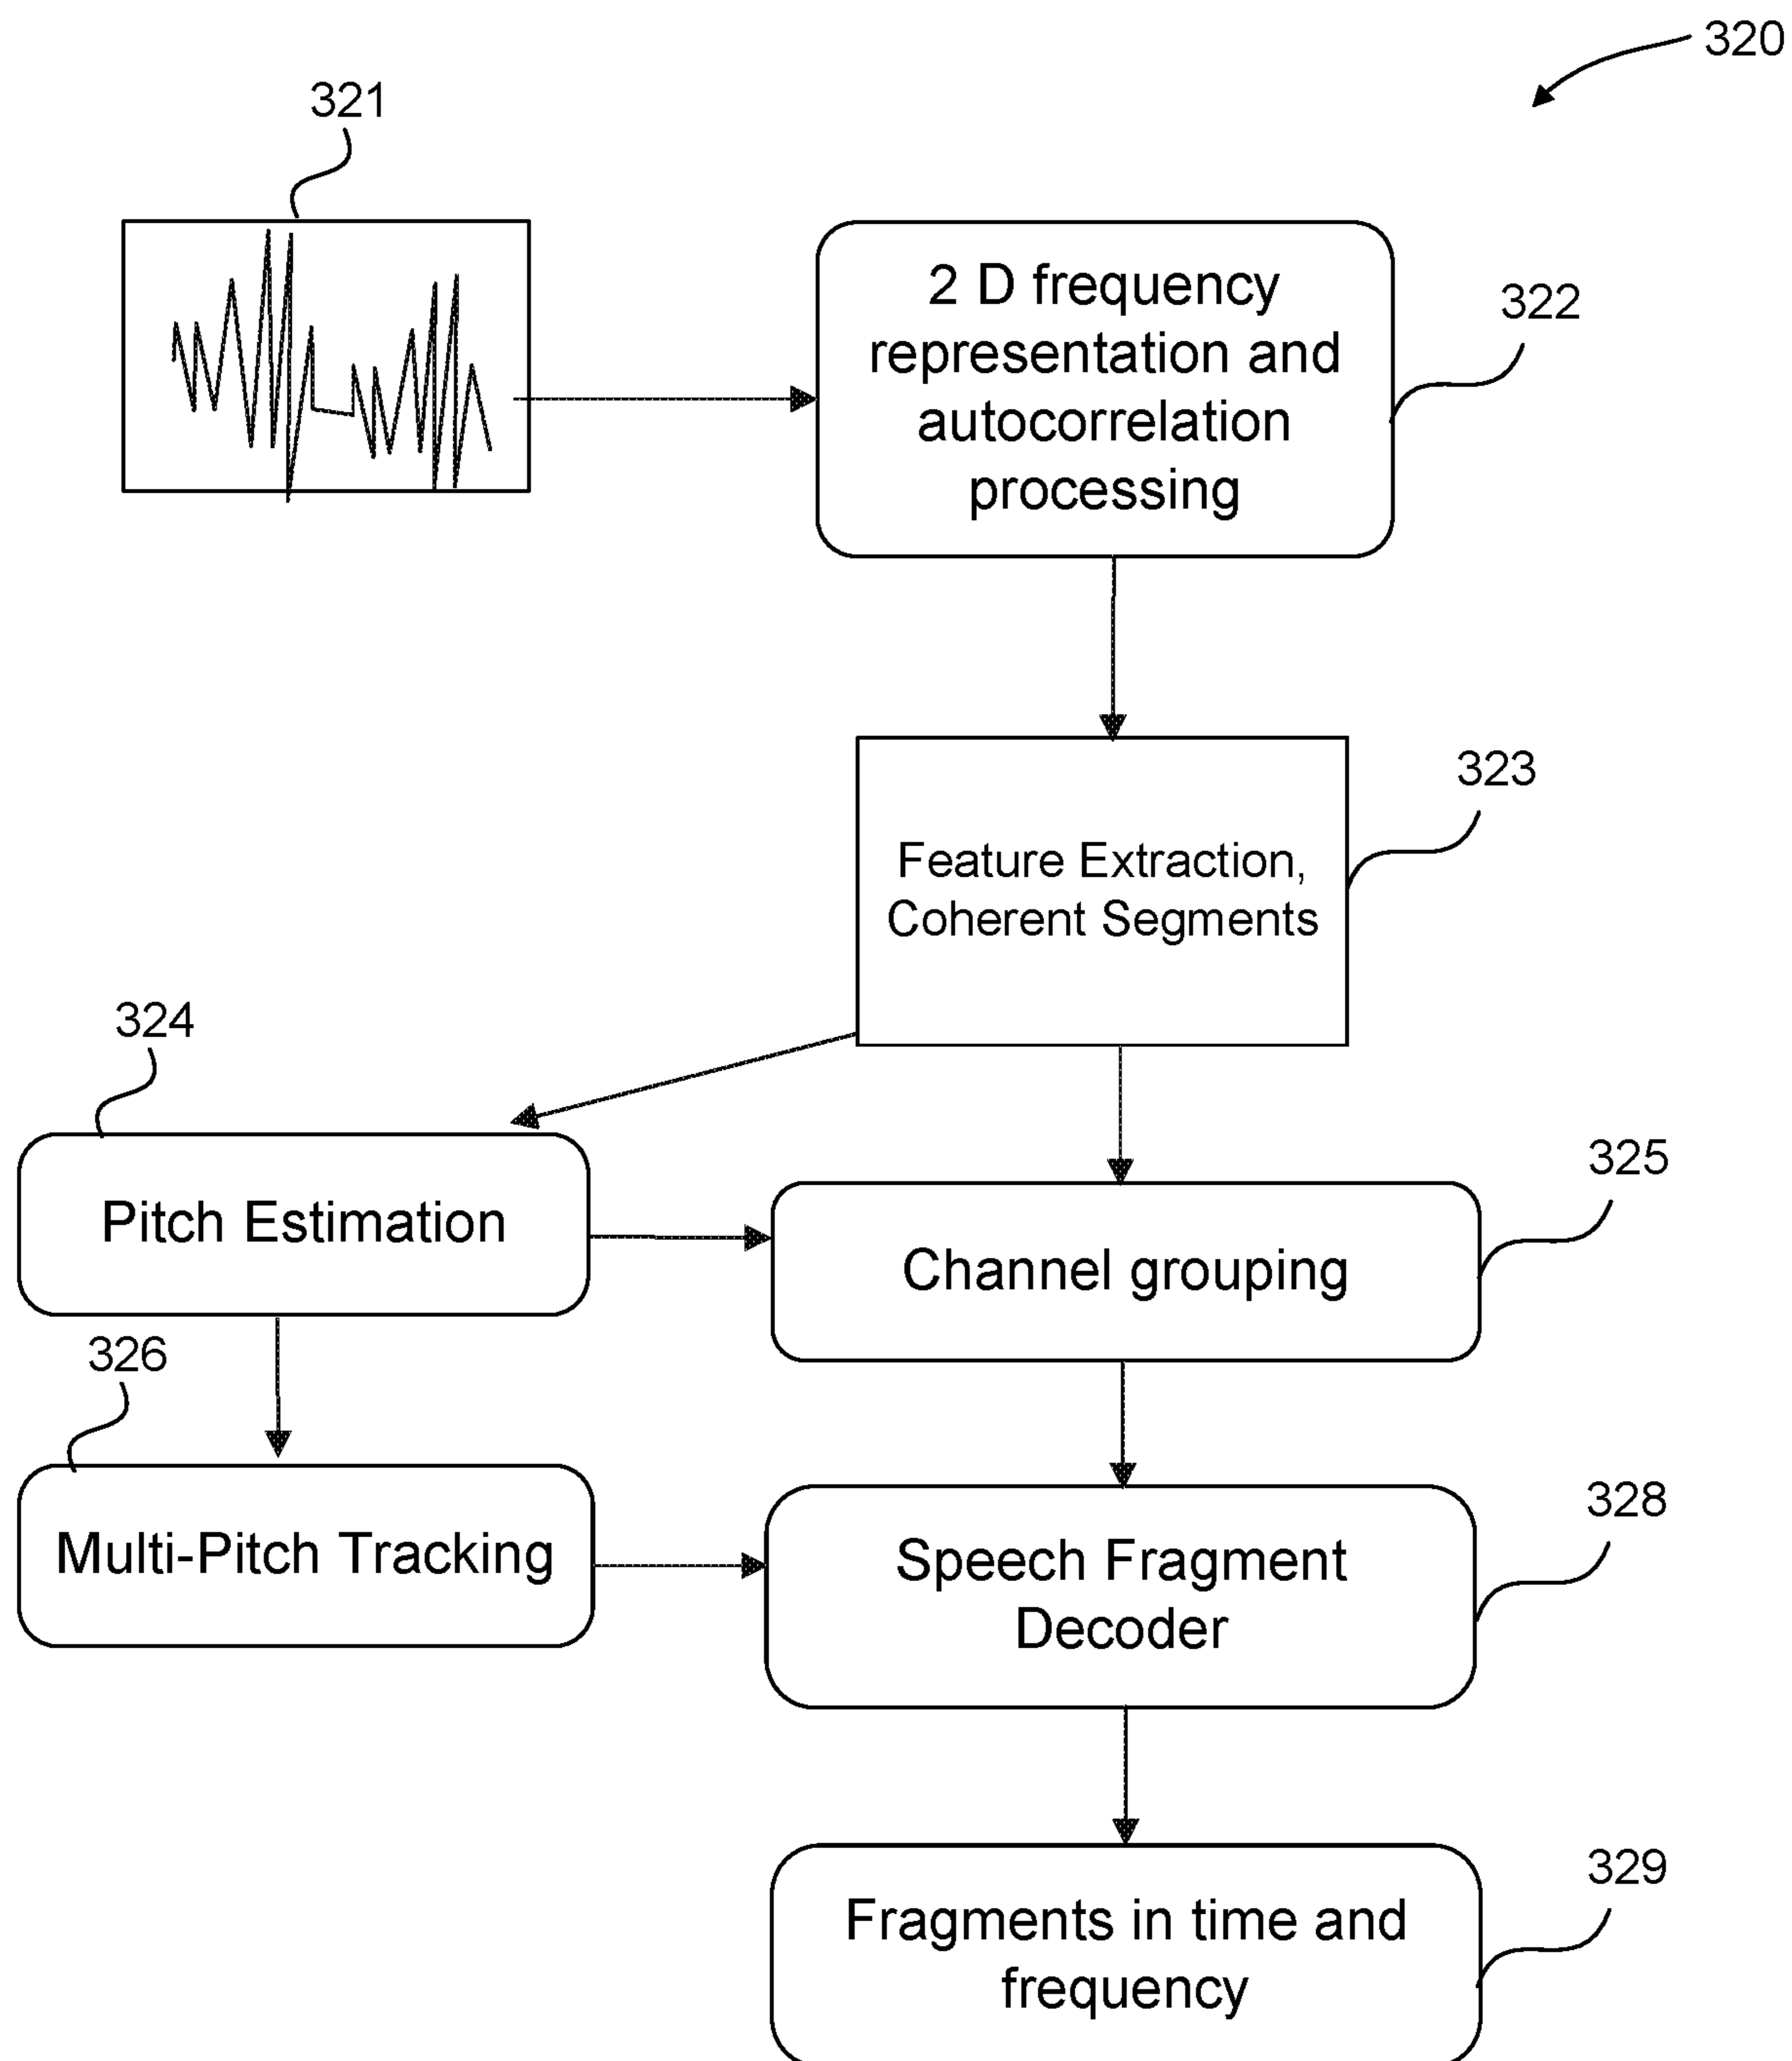 320
321
2 D frequency
representation and
autocorrelation
processing
322
323
Feature Extraction,
Coherent Segments
324
Pitch Estimation
325
Channel grouping
326
Multi-Pitch Tracking
328
Speech Fragment
Decoder
329
Fragments in time and
frequency